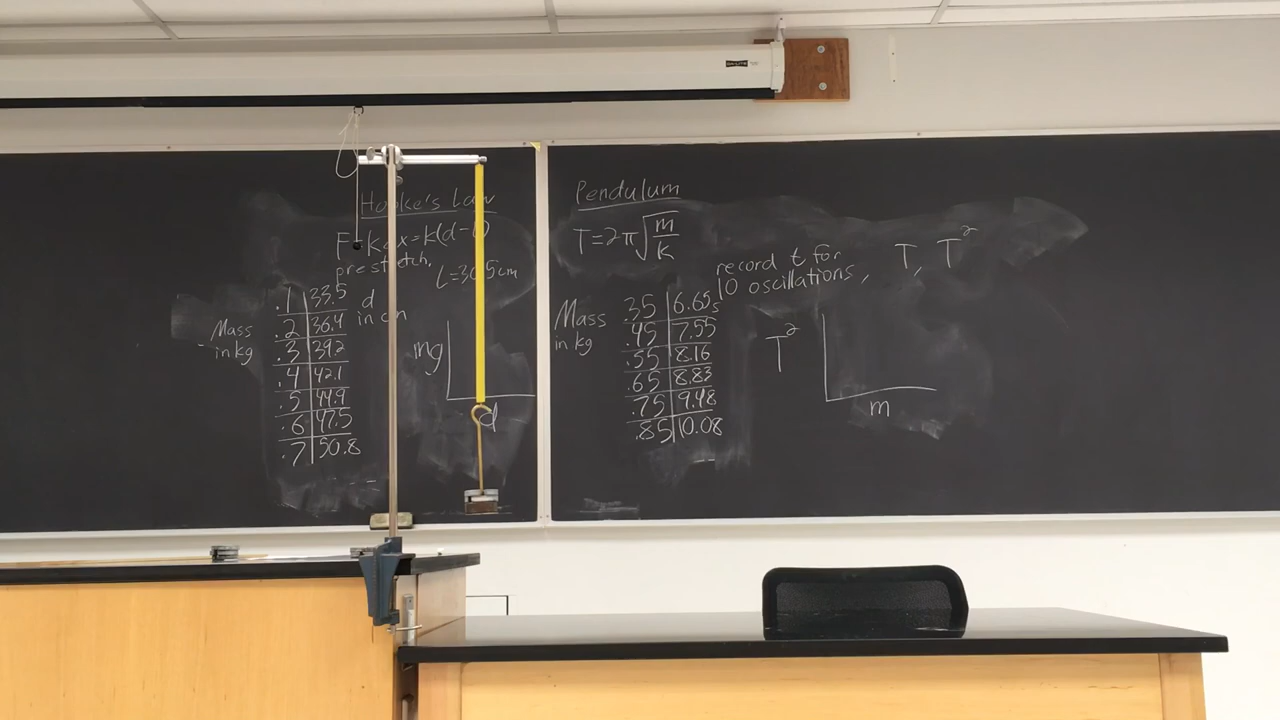 Hooke's Law
F=kΔx=k(d-L)
prestretch,
L=30.5cm
Mass
in kg
.1 33.5
.2 36.4
.3 39.2
.4 42.1
.5 44.9
.6 47.5
.7 50.8
d
in cm
mg
d
Pendulum
T=2π√m/k
record t for
10 oscillations,
T, T²
Mass
in kg
.35 6.65s
.45 7.55
.55 8.16
.65 8.83
.75 9.48
.85 10.08
T²
m